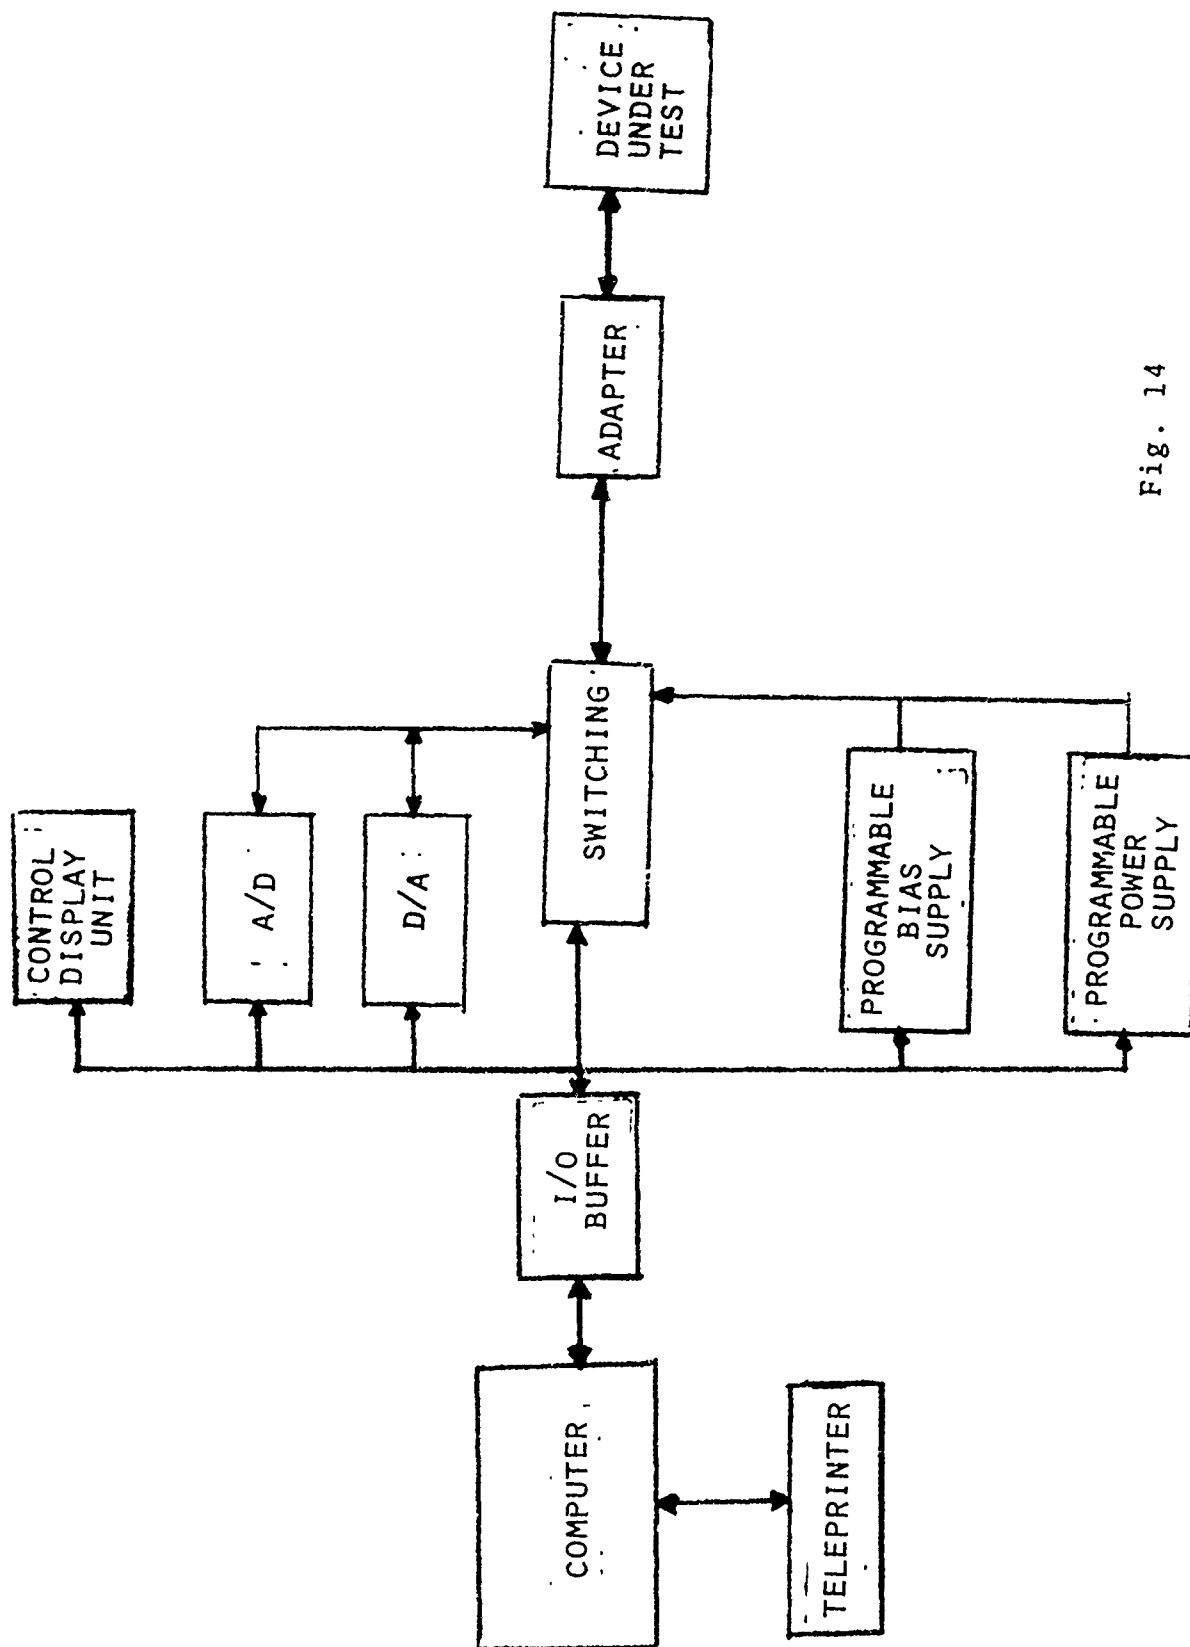 CONTROL
DISPLAY
UNIT
A/D
D/A
COMPUTER
I/O
BUFFER
SWITCHING
ADAPTER
DEVICE
UNDER
TEST
TELEPRINTER
PROGRAMMABLE
BIAS
SUPPLY
PROGRAMMABLE
POWER
SUPPLY
Fig. 14